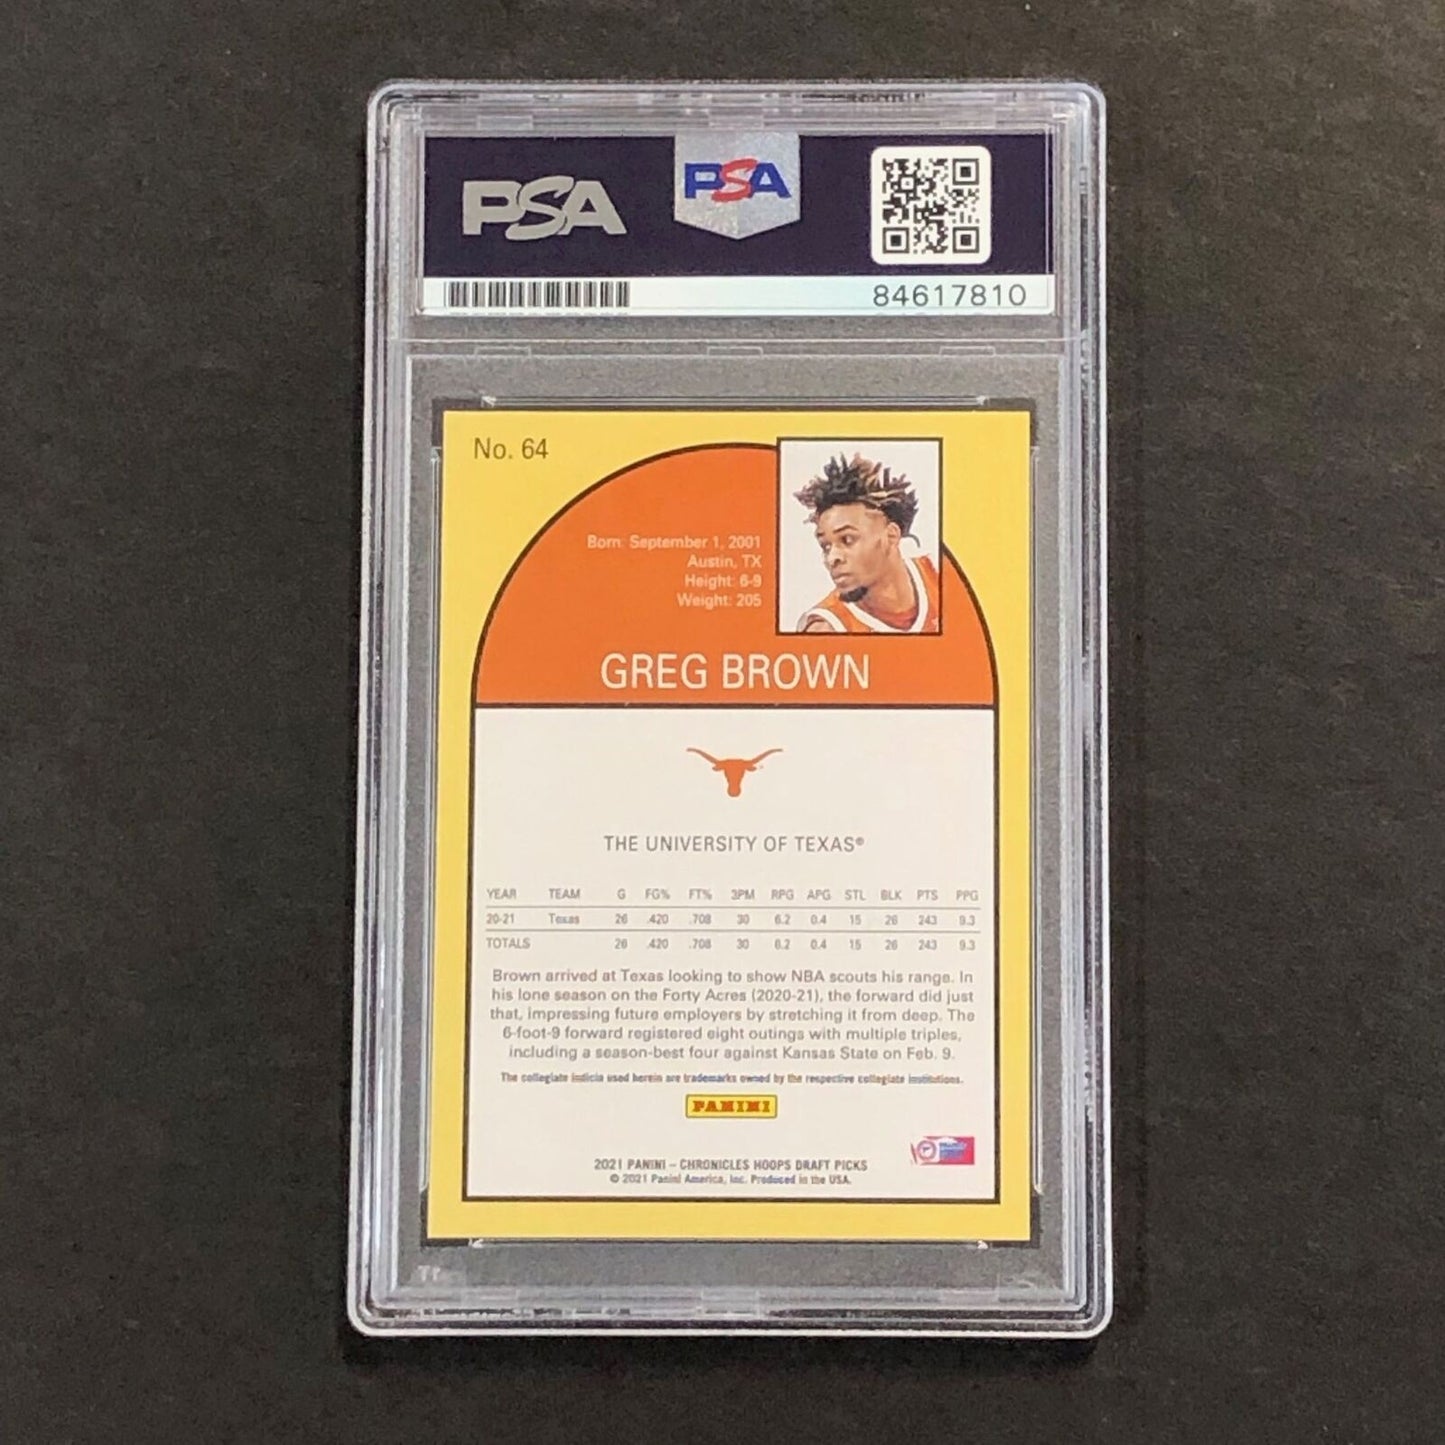 PSA
PSA
84617810
No. 64
Born: September 1, 2001
Austin, TX
Height: 6-9
Weight: 205
GREG BROWN
THE UNIVERSITY OF TEXAS®
YEAR TEAM G FG% FT% 3PM RPG APG STL BLK PTS PPG
20-21 Texas 26 .420 .708 30 6.2 0.4 15 26 243 9.3
TOTALS 26 .420 .708 30 6.2 0.4 15 26 243 9.3
Brown arrived at Texas looking to show NBA scouts his range. In
his lone season on the Forty Acres (2020-21), the forward did just
that, impressing future employers by stretching it from deep. The
6-foot-9 forward registered eight outings with multiple triples,
including a season-best four against Kansas State on Feb. 9.
The collegiate indicia used herein are trademarks owned by the respective collegiate institutions.
PANINI
2021 PANINI – CHRONICLES HOOPS DRAFT PICKS
© 2021 Panini America, Inc. Produced in the USA.